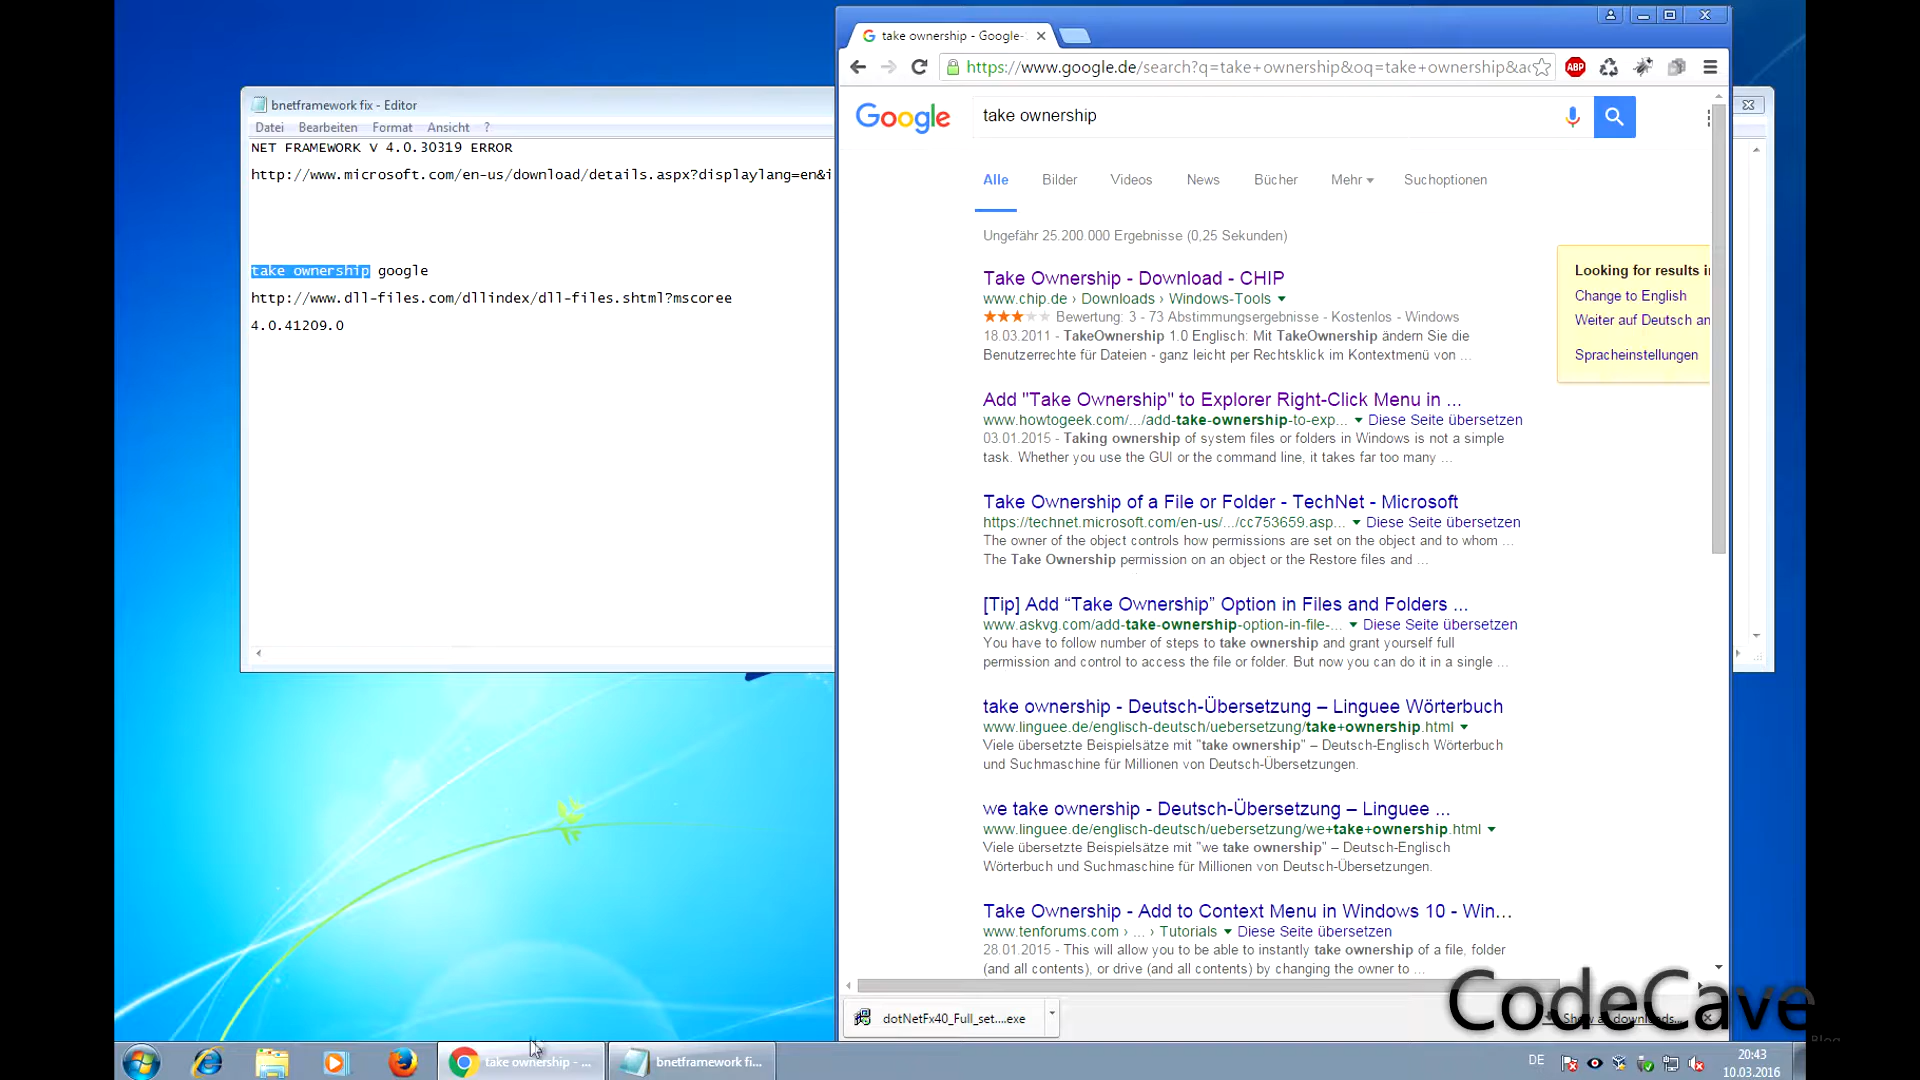 take ownership - Google-
https://www.google.de/search?q=take+ownership&oq=take+ownership&a
bnetframework fix - Editor
Datei Bearbeiten Format Ansicht ?
NET FRAMEWORK V 4.0.30319 ERROR
http://www.microsoft.com/en-us/download/details.aspx?displaylang=en&i
take ownership google
http://www.dll-files.com/dllindex/dll-files.shtml?mscoree
4.0.41209.0
Google
take ownership
Alle Bilder Videos News Bücher Mehr Suchoptionen
Ungefähr 25.200.000 Ergebnisse (0,25 Sekunden)
Take Ownership - Download - CHIP
www.chip.de › Downloads › Windows-Tools
Bewertung: 3 - 73 Abstimmungsergebnisse - Kostenlos - Windows
18.03.2011 - TakeOwnership 1.0 Englisch: Mit TakeOwnership ändern Sie die
Benutzerrechte für Dateien - ganz leicht per Rechtsklick im Kontextmenü von ...
Looking for results i
Change to English
Weiter auf Deutsch an
Spracheinstellungen
Add "Take Ownership" to Explorer Right-Click Menu in ...
www.howtogeek.com/.../add-take-ownership-to-exp... Diese Seite übersetzen
03.01.2015 - Taking ownership of system files or folders in Windows is not a simple
task. Whether you use the GUI or the command line, it takes far too many ...
Take Ownership of a File or Folder - TechNet - Microsoft
https://technet.microsoft.com/en-us/.../cc753659.asp... Diese Seite übersetzen
The owner of the object controls how permissions are set on the object and to whom ...
The Take Ownership permission on an object or the Restore files and ...
[Tip] Add “Take Ownership” Option in Files and Folders ...
www.askvg.com/add-take-ownership-option-in-file-... Diese Seite übersetzen
You have to follow number of steps to take ownership and grant yourself full
permission and control to access the file or folder. But now you can do it in a single ...
take ownership - Deutsch-Übersetzung – Linguee Wörterbuch
www.linguee.de/englisch-deutsch/uebersetzung/take+ownership.html
Viele übersetzte Beispielsätze mit "take ownership" – Deutsch-Englisch Wörterbuch
und Suchmaschine für Millionen von Deutsch-Übersetzungen.
we take ownership - Deutsch-Übersetzung – Linguee ...
www.linguee.de/englisch-deutsch/uebersetzung/we+take+ownership.html
Viele übersetzte Beispielsätze mit "we take ownership" – Deutsch-Englisch
Wörterbuch und Suchmaschine für Millionen von Deutsch-Übersetzungen.
Take Ownership - Add to Context Menu in Windows 10 - Win...
www.tenforums.com › ... › Tutorials Diese Seite übersetzen
28.01.2015 - This will allow you to be able to instantly take ownership of a file, folder
(and all contents), or drive (and all contents) by changing the owner to ...
dotNetFx40_Full_set....exe
Show all downloads...
CodeCave
Blog
take ownership - ...
bnetframework fi...
DE
20:43
10.03.2016
ABP